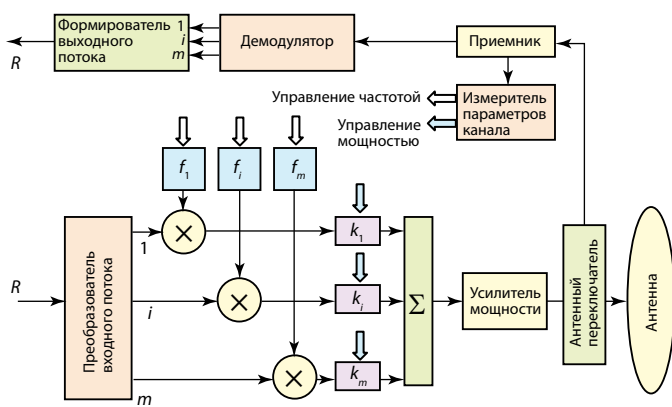 Формирователь
выходного
потока
1
i
m
R
Демодулятор
Приемник
Управление частотой
Управление
мощностью
Измеритель
параметров
канала
f1
fi
fm
Преобразователь
входного потока
R
1
i
m
k1
ki
km
Σ
Усилитель
мощности
Антенный
переключатель
Антенна